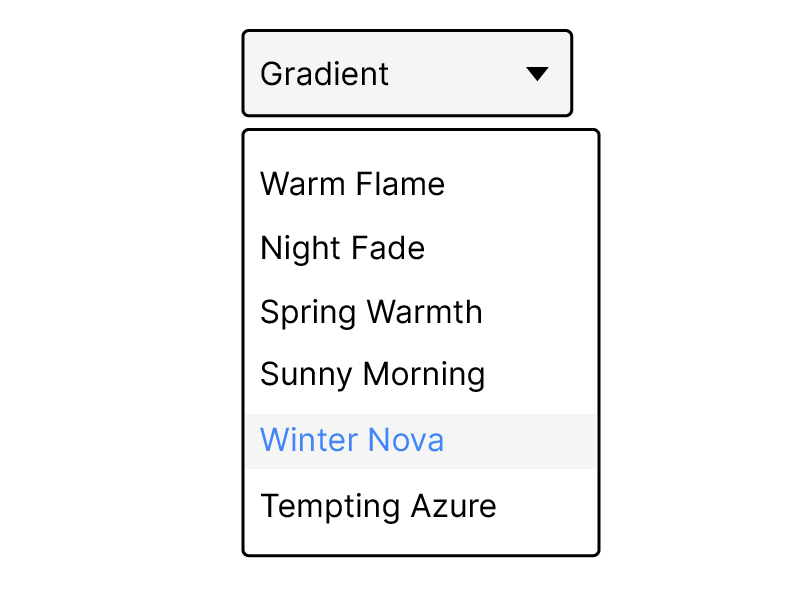 Gradient
Warm Flame
Night Fade
Spring Warmth
Sunny Morning
Winter Nova
Tempting Azure